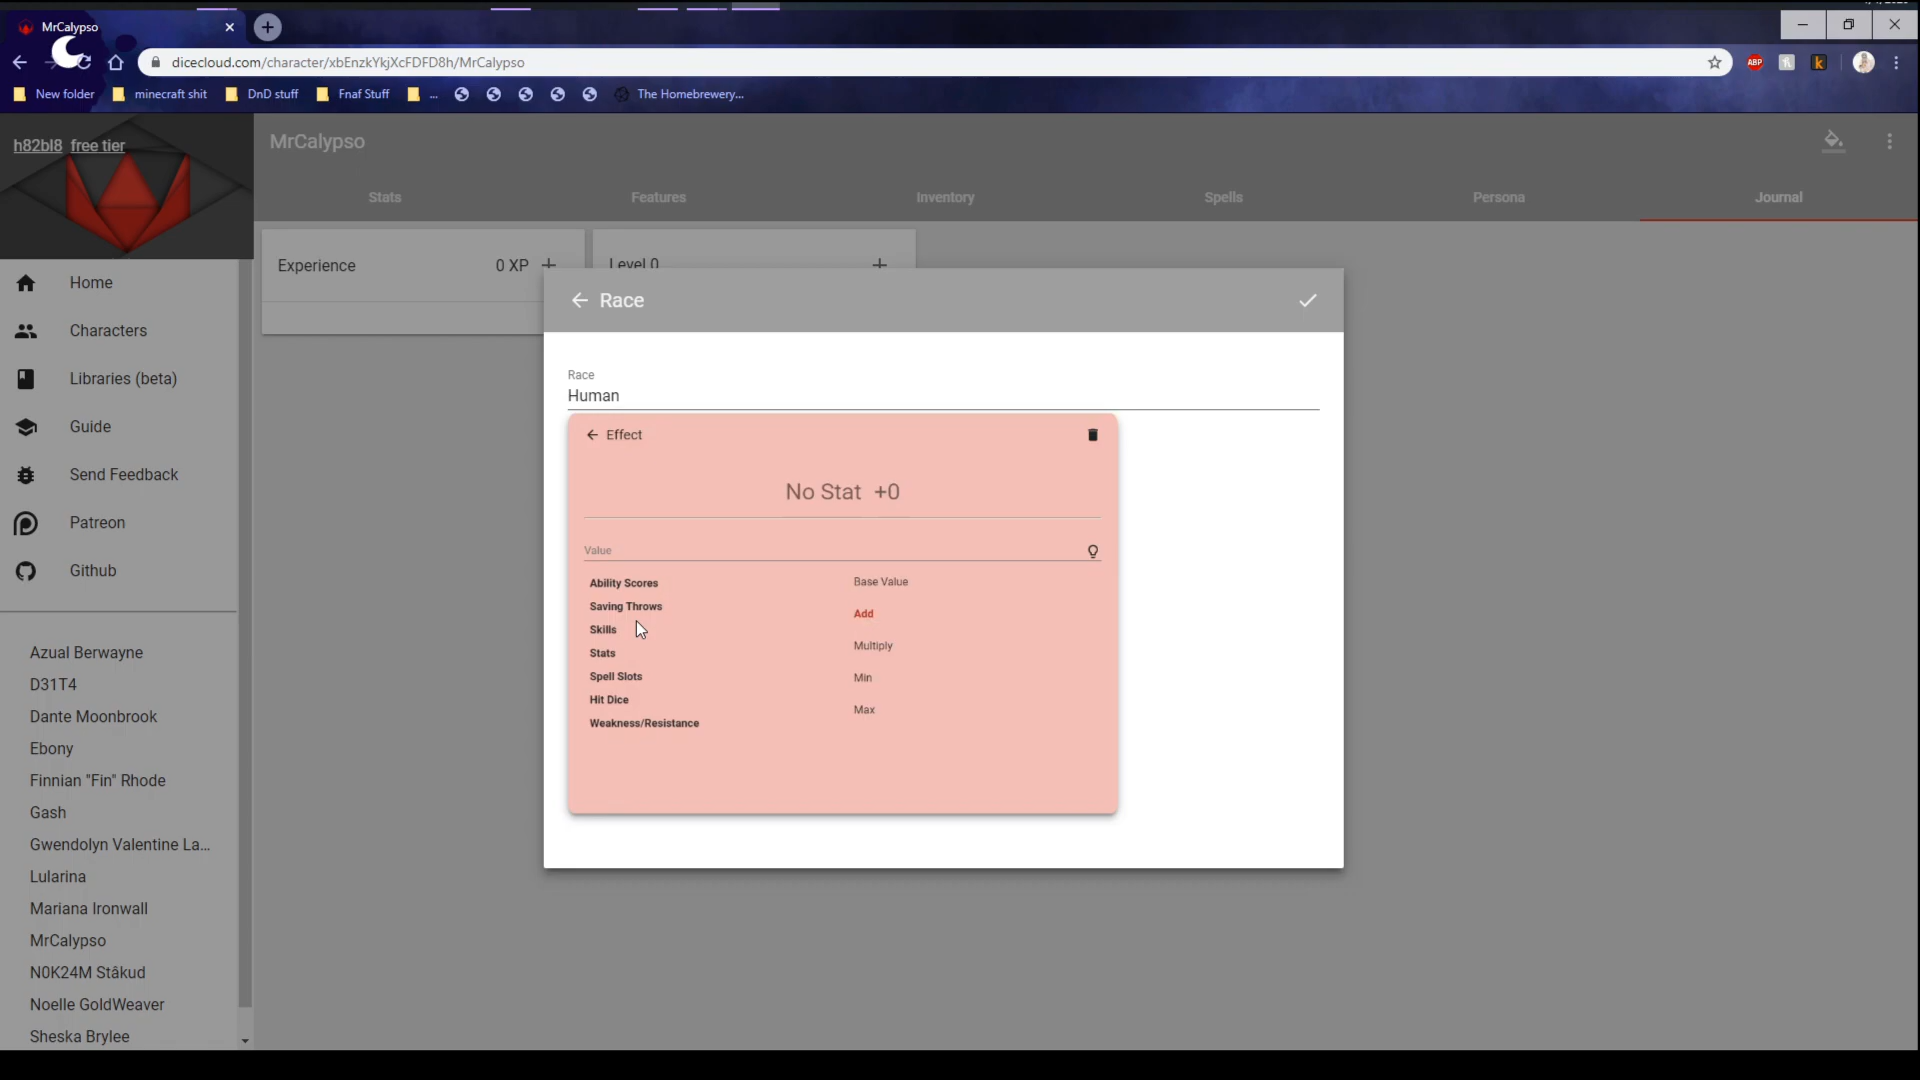 MrCalypso
dicecloud.com/character/xbEnzkYkjXcFDFD8h/MrCalypso
ABP
k
New folder
minecraft shit
DnD stuff
Fnaf Stuff
...
The Homebrewery...
h82bl8 free tier
MrCalypso
Stats
Features
Inventory
Spells
Persona
Journal
Experience
0 XP
Level 0
Home
Characters
Libraries (beta)
Guide
Send Feedback
Patreon
Github
Azual Berwayne
D31T4
Dante Moonbrook
Ebony
Finnian "Fin" Rhode
Gash
Gwendolyn Valentine La...
Lularina
Mariana Ironwall
MrCalypso
N0K24M Ståkud
Noelle GoldWeaver
Sheska Brylee
Race
Race
Human
Effect
No Stat +0
Value
Ability Scores
Saving Throws
Skills
Stats
Spell Slots
Hit Dice
Weakness/Resistance
Base Value
Add
Multiply
Min
Max